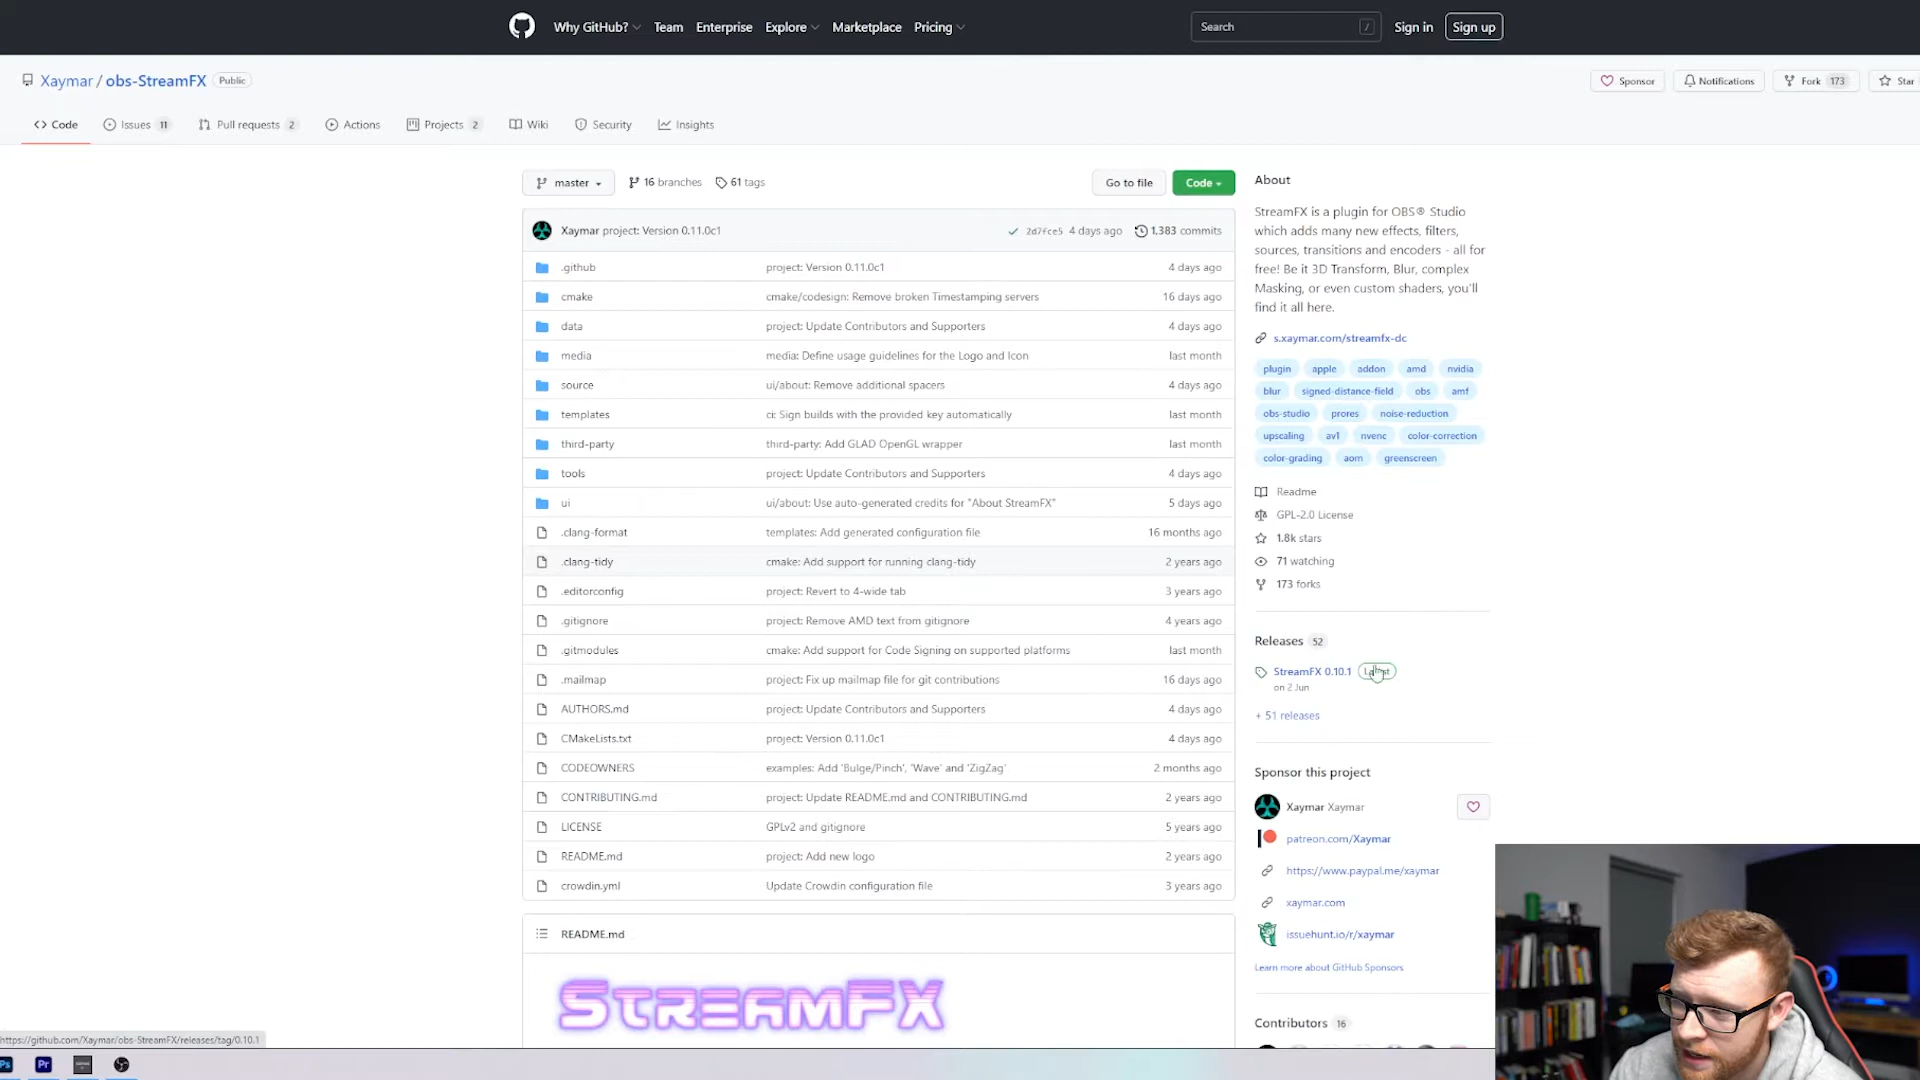 Why GitHub? Team Enterprise Explore Marketplace Pricing Search / Sign in Sign up
Xaymar / obs-StreamFX Public
Sponsor Notifications Fork 173 Star
Code Issues 11 Pull requests 2 Actions Projects 2 Wiki Security Insights
master 16 branches 61 tags Go to file Code
Xaymar project: Version 0.11.0c1 2d7fce5 4 days ago 1,383 commits
.github project: Version 0.11.0c1 4 days ago
cmake cmake/codesign: Remove broken Timestamping servers 16 days ago
data project: Update Contributors and Supporters 4 days ago
media media: Define usage guidelines for the Logo and Icon last month
source ui/about: Remove additional spacers 4 days ago
templates ci: Sign builds with the provided key automatically last month
third-party third-party: Add GLAD OpenGL wrapper last month
tools project: Update Contributors and Supporters 4 days ago
ui ui/about: Use auto-generated credits for "About StreamFX" 5 days ago
.clang-format templates: Add generated configuration file 16 months ago
.clang-tidy cmake: Add support for running clang-tidy 2 years ago
.editorconfig project: Revert to 4-wide tab 3 years ago
.gitignore project: Remove AMD text from gitignore 4 years ago
.gitmodules cmake: Add support for Code Signing on supported platforms last month
.mailmap project: Fix up mailmap file for git contributions 16 days ago
AUTHORS.md project: Update Contributors and Supporters 4 days ago
CMakeLists.txt project: Version 0.11.0c1 4 days ago
CODEOWNERS examples: Add 'Bulge/Pinch', 'Wave' and 'ZigZag' 2 months ago
CONTRIBUTING.md project: Update README.md and CONTRIBUTING.md 2 years ago
LICENSE GPLv2 and gitignore 5 years ago
README.md project: Add new logo 2 years ago
crowdin.yml Update Crowdin configuration file 3 years ago
README.md
STREAMFX
About
StreamFX is a plugin for OBS® Studio
which adds many new effects, filters,
sources, transitions and encoders - all for
free! Be it 3D Transform, Blur, complex
Masking, or even custom shaders, you'll
find it all here.
s.xaymar.com/streamfx-dc
plugin apple addon amd nvidia
blur signed-distance-field obs amf
obs-studio prores noise-reduction
upscaling av1 nvenc color-correction
color-grading aom greenscreen
Readme
GPL-2.0 License
1.8k stars
71 watching
173 forks
Releases 52
StreamFX 0.10.1
on 2 Jun
+ 51 releases
Sponsor this project
Xaymar Xaymar
patreon.com/Xaymar
https://www.paypal.me/xaymar
xaymar.com
issuehunt.io/r/xaymar
Learn more about GitHub Sponsors
Contributors 16
https://github.com/Xaymar/obs-StreamFX/releases/tag/0.10.1
Ps Pr